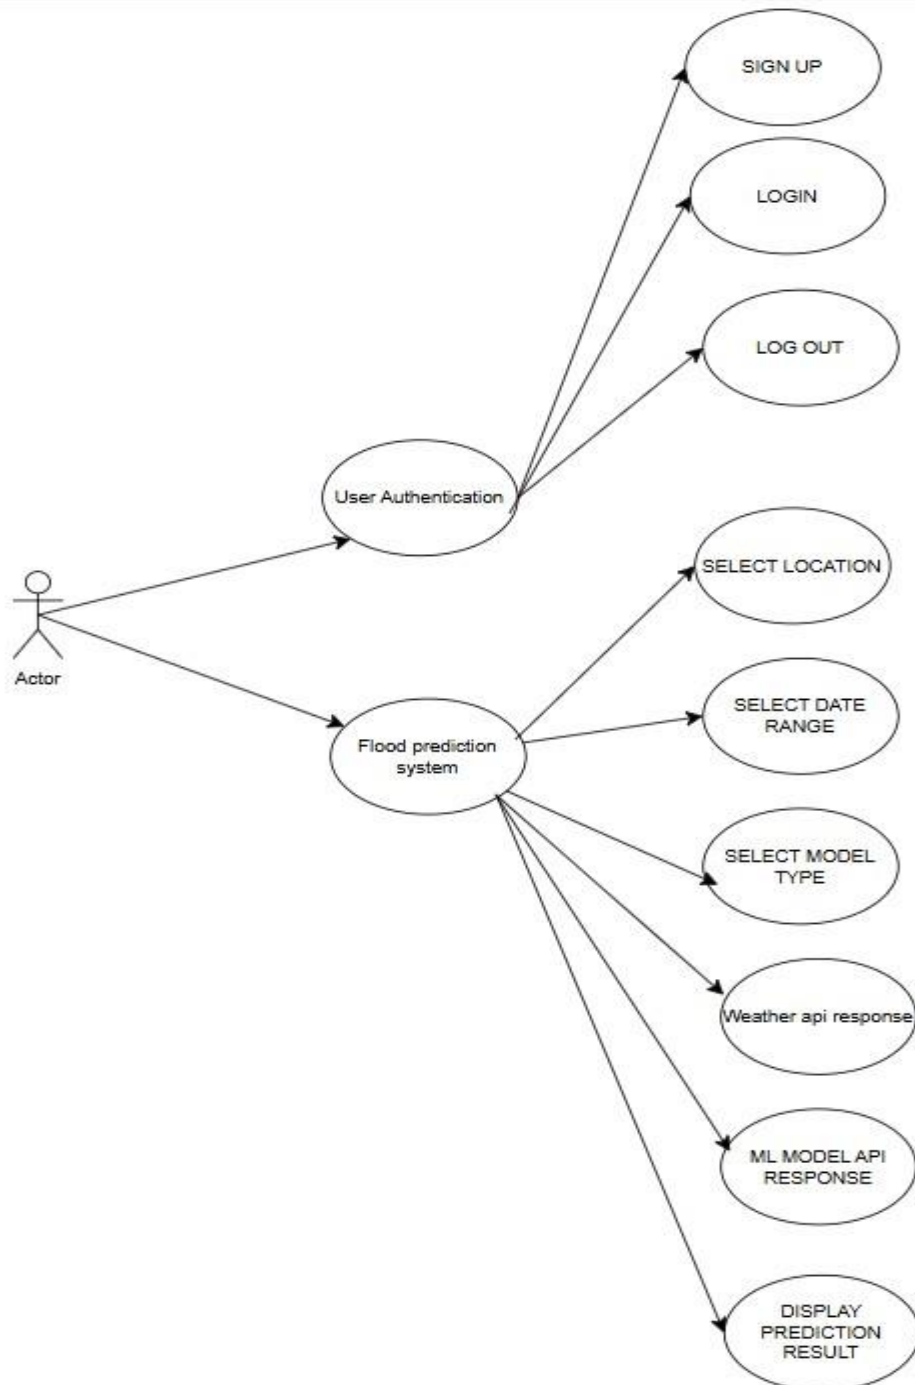 SIGN UP
LOGIN
LOG OUT
User Authentication
SELECT LOCATION
Actor
SELECT DATE
RANGE
Flood prediction
system
SELECT MODEL
TYPE
Weather api response
ML MODEL API
RESPONSE
DISPLAY
PREDICTION
RESULT